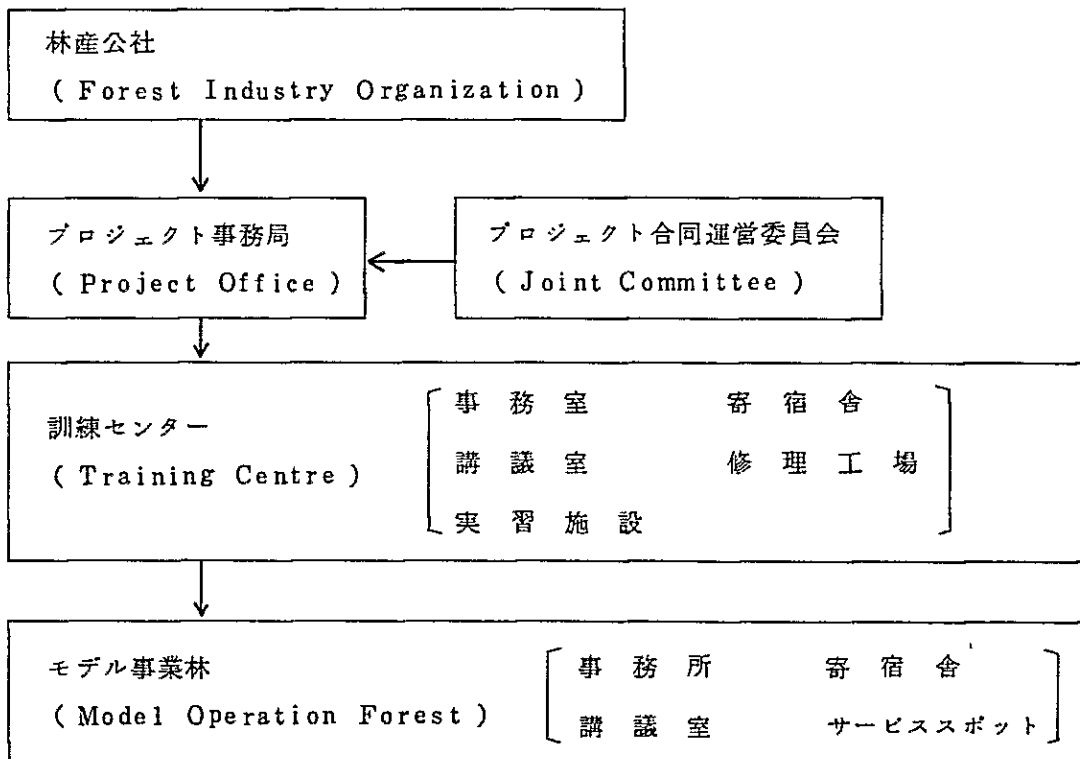 林産公社
( Forest Industry Organization )
プロジェクト事務局
( Project Office )
プロジェクト合同運営委員会
( Joint Committee )
訓練センター
( Training Centre )
事務室 寄宿舎
講議室 修理工場
実習施設
モデル事業林
( Model Operation Forest )
事務所 寄宿舎
講議室 サービススポット